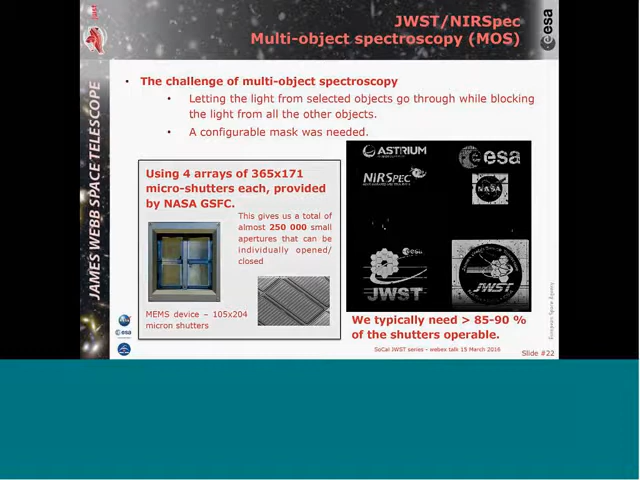 just
JWST/NIRSpec
Multi-object spectroscopy (MOS)
esa
JAMES WEBB SPACE TELESCOPE
• The challenge of multi-object spectroscopy
• Letting the light from selected objects go through while blocking
the light from all the other objects.
• A configurable mask was needed.
Using 4 arrays of 365x171
micro-shutters each, provided
by NASA GSFC.
This gives us a total of
almost 250 000 small
apertures that can be
individually opened/
closed
MEMS device – 105x204
micron shutters
ASTRIUM
esa
NIRSpec
NASA
esa
JWST
JWST
We typically need > 85-90 %
of the shutters operable.
esa
European Space Agency
SoCal JWST series – webex talk 15 March 2016
Slide #22